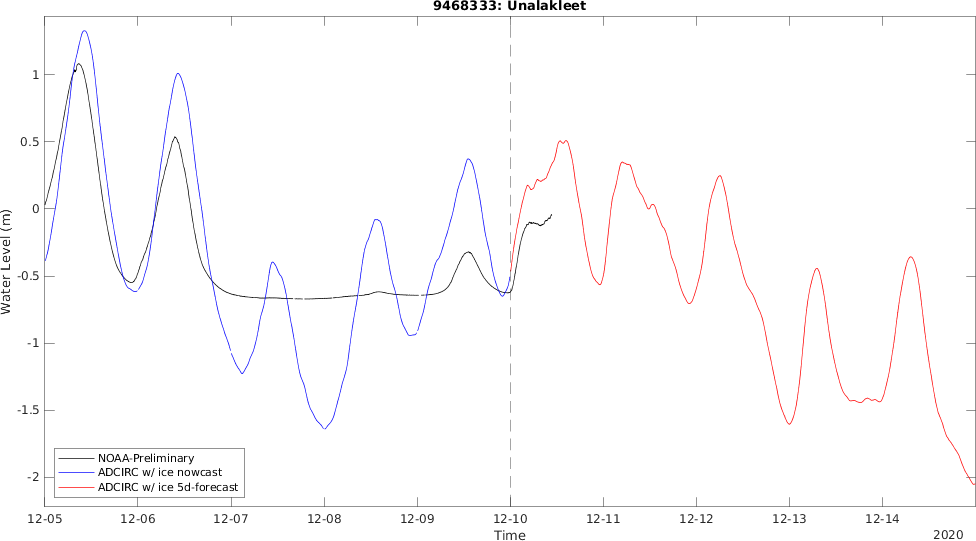 9468333: Unalakleet
Water Level (m)
1
0.5
0
-0.5
-1
-1.5
-2
NOAA-Preliminary
ADCIRC w/ ice nowcast
ADCIRC w/ ice 5d-forecast
12-05 12-06 12-07 12-08 12-09 12-10 12-11 12-12 12-13 12-14
Time
2020